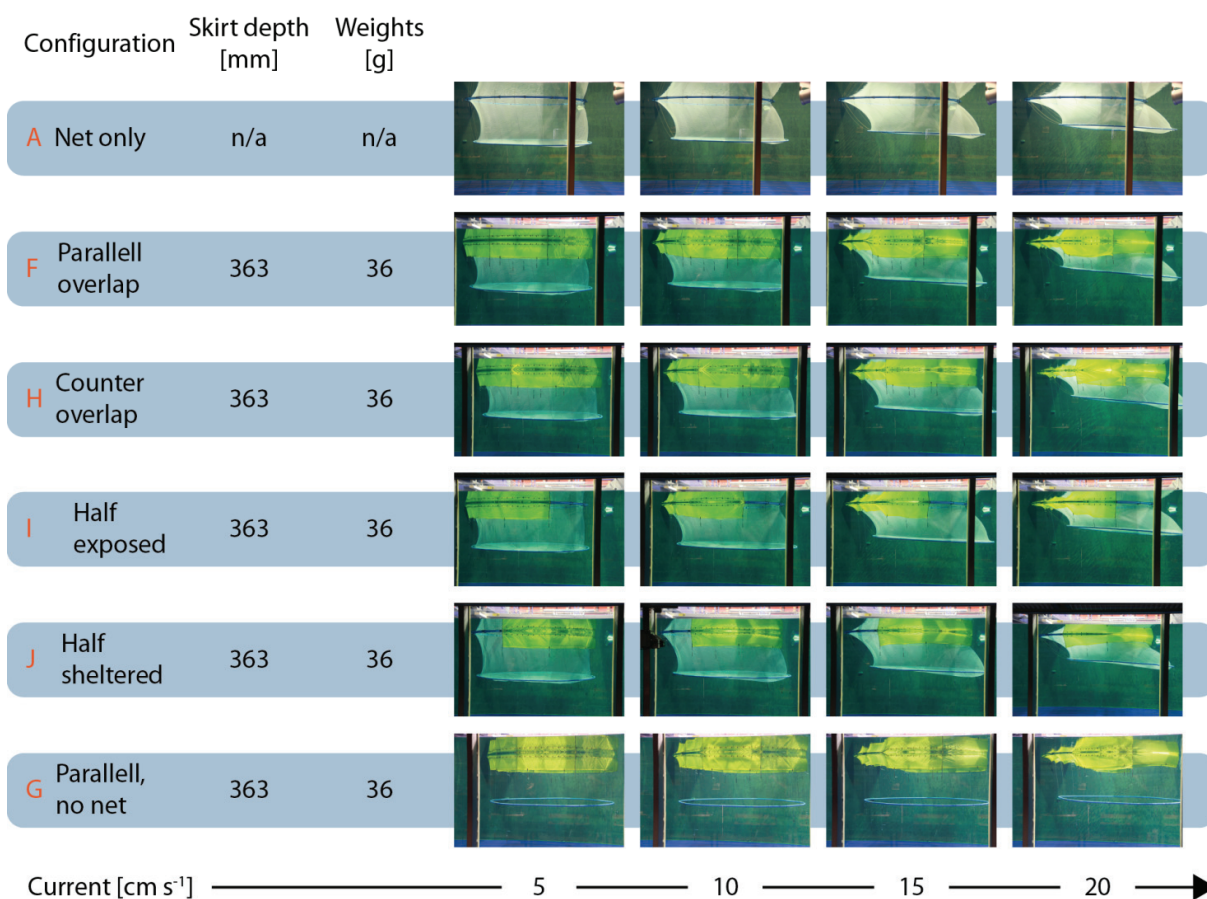 Configuration
Skirt depth
[mm]
Weights
[g]
A Net only n/a n/a
F Parallell
overlap 363 36
H Counter
overlap 363 36
I Half
exposed 363 36
J Half
sheltered 363 36
G Parallell,
no net 363 36
Current [cm s⁻¹] 5 10 15 20